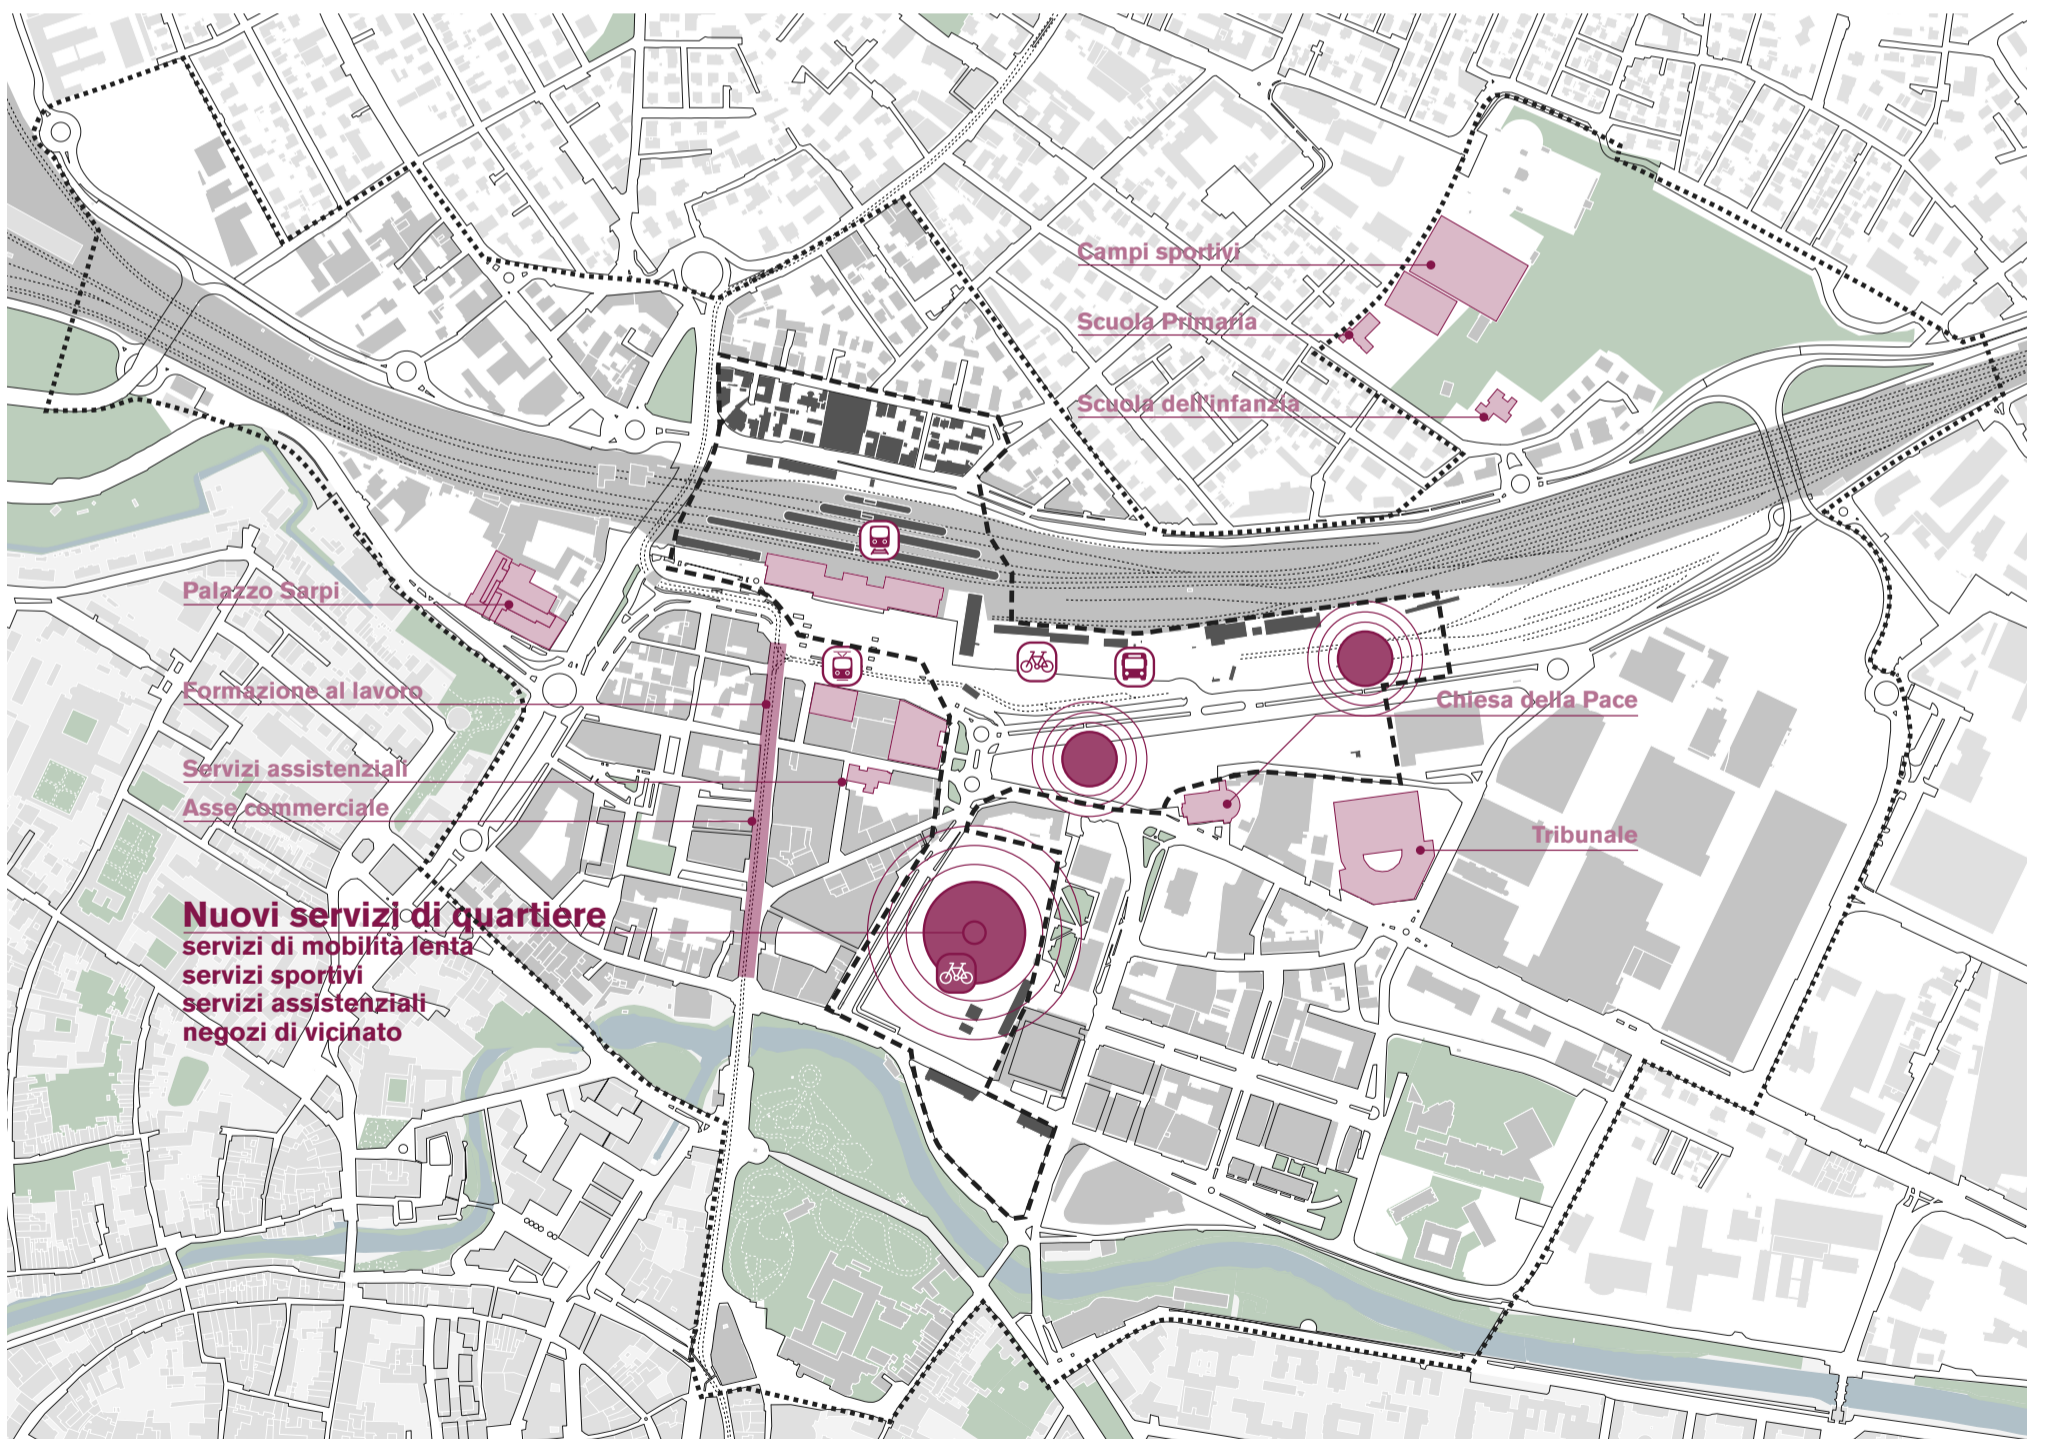 Campi sportivi
Scuola Primaria
Scuola dell'infanzia
Palazzo Sarpi
Formazione al lavoro
Chiesa della Pace
Servizi assistenziali
Asse commerciale
Tribunale
Nuovi servizi di quartiere
servizi di mobilità lenta
servizi sportivi
servizi assistenziali
negozi di vicinato